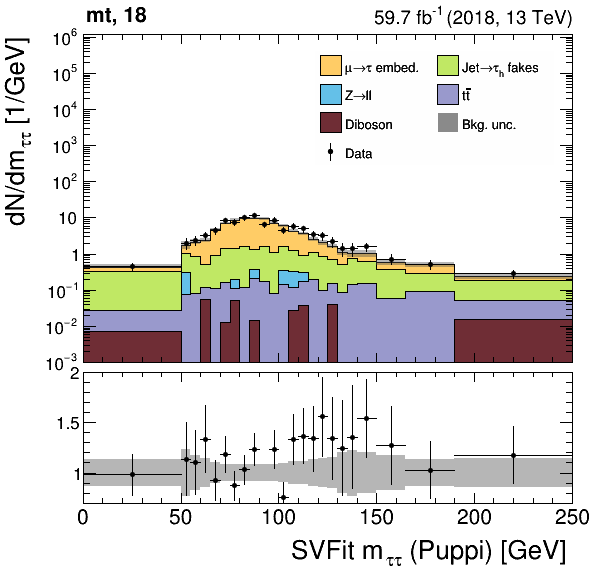 mt, 18
59.7 fb⁻¹ (2018, 13 TeV)
dN/dm_ττ [1/GeV]
10⁶
10⁵
10⁴
10³
10²
10
1
10⁻¹
10⁻²
10⁻³
μ→τ embed.
Jet→τ_h fakes
Z→ll
tt̄
Diboson
Bkg. unc.
Data
2
1.5
1
0 50 100 150 200 250
SVFit m_ττ (Puppi) [GeV]